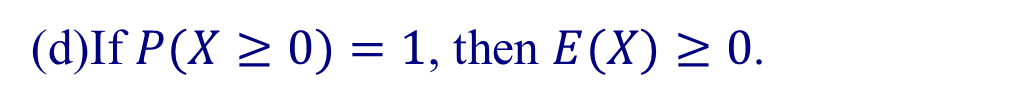 (d)If P(X ≥ 0) = 1, then E(X) ≥ 0.